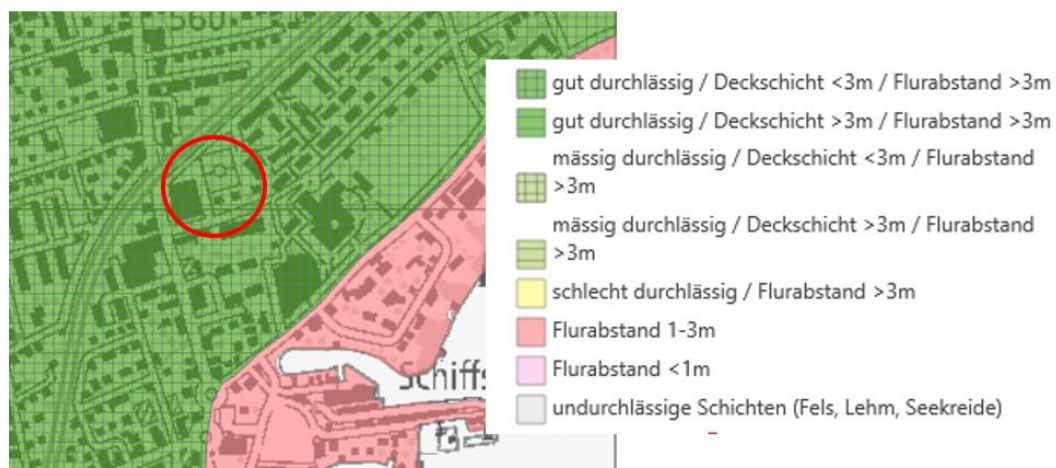 560
gut durchlässig / Deckschicht <3m / Flurabstand >3m
gut durchlässig / Deckschicht >3m / Flurabstand >3m
mässig durchlässig / Deckschicht <3m / Flurabstand
>3m
mässig durchlässig / Deckschicht >3m / Flurabstand
>3m
schlecht durchlässig / Flurabstand >3m
Flurabstand 1-3m
Flurabstand <1m
undurchlässige Schichten (Fels, Lehm, Seekreide)
Schiffs